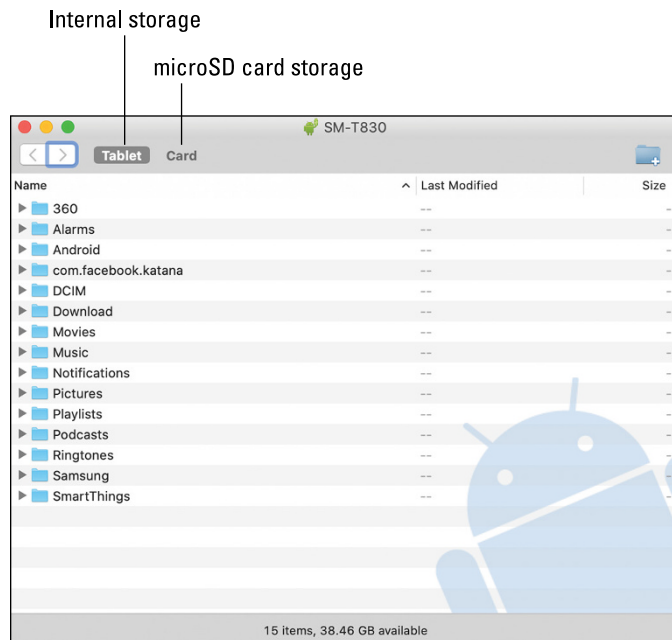 Internal storage
microSD card storage
SM-T830
Tablet Card
Name Last Modified Size
360 --
Alarms --
Android --
com.facebook.katana --
DCIM --
Download --
Movies --
Music --
Notifications --
Pictures --
Playlists --
Podcasts --
Ringtones --
Samsung --
SmartThings --
15 items, 38.46 GB available